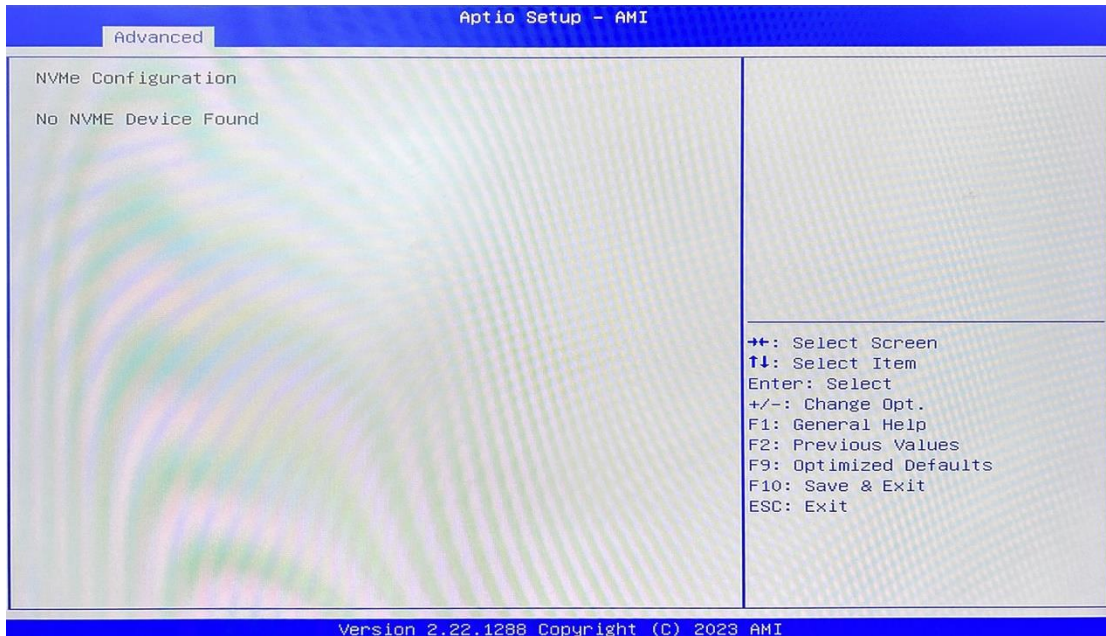 Aptio Setup - AMI
Advanced
NVMe Configuration
No NVME Device Found
→←: Select Screen
↑↓: Select Item
Enter: Select
+/-: Change Opt.
F1: General Help
F2: Previous Values
F9: Optimized Defaults
F10: Save & Exit
ESC: Exit
Version 2.22.1288 Copyright (C) 2023 AMI